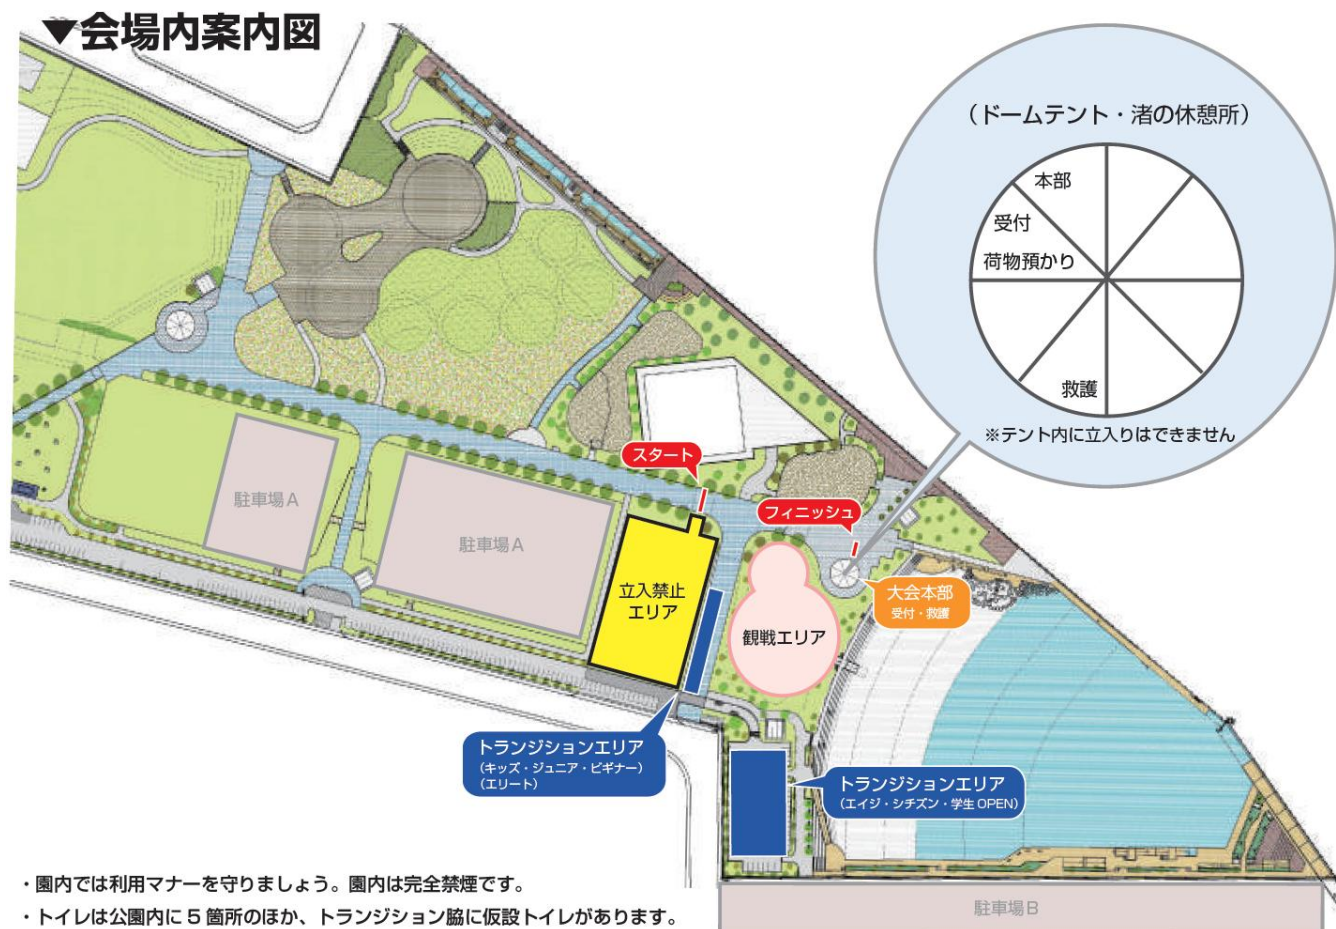 ▼会場内案内図
（ドームテント・渚の休憩所）
本部
受付
荷物預かり
救護
※テント内に立入りはできません
スタート
フィニッシュ
駐車場A
駐車場A
立入禁止
エリア
観戦エリア
大会本部
受付・救護
トランジションエリア
（キッズ・ジュニア・ビギナー）
（エリート）
トランジションエリア
（エイジ・シチズン・学生OPEN）
・園内では利用マナーを守りましょう。園内は完全禁煙です。
・トイレは公園内に5箇所のほか、トランジション脇に仮設トイレがあります。
駐車場B